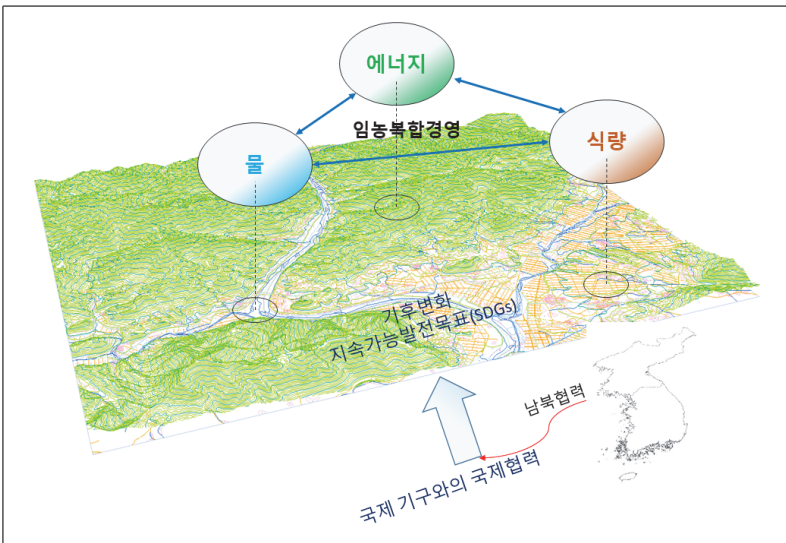 에너지
임농복합경영
물
식량
기후변화
지속가능발전목표(SDGs)
남북협력
국제 기구와의 국제협력